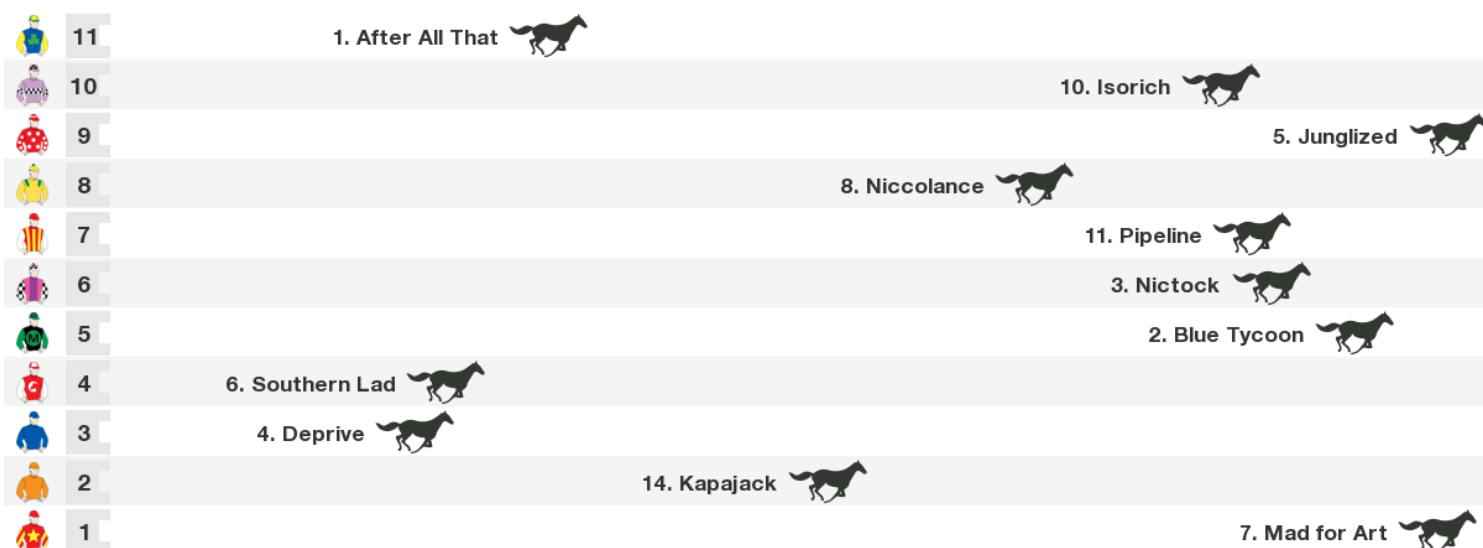 11 1. After All That
10 10. Isorich
9 5. Junglized
8 8. Niccolance
7 11. Pipeline
6 3. Nictock
5 2. Blue Tycoon
4 6. Southern Lad
3 4. Deprive
2 14. Kapajack
1 7. Mad for Art